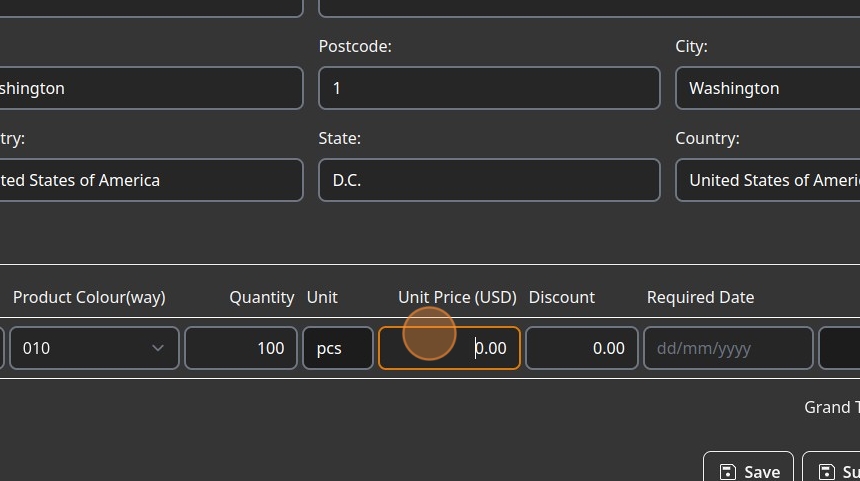 Postcode: City:
shington 1 Washington
try: State: Country:
ted States of America D.C. United States of Ameri
Product Colour(way) Quantity Unit Unit Price (USD) Discount Required Date
010 100 pcs 0.00 0.00 dd/mm/yyyy
Grand T
Save Su